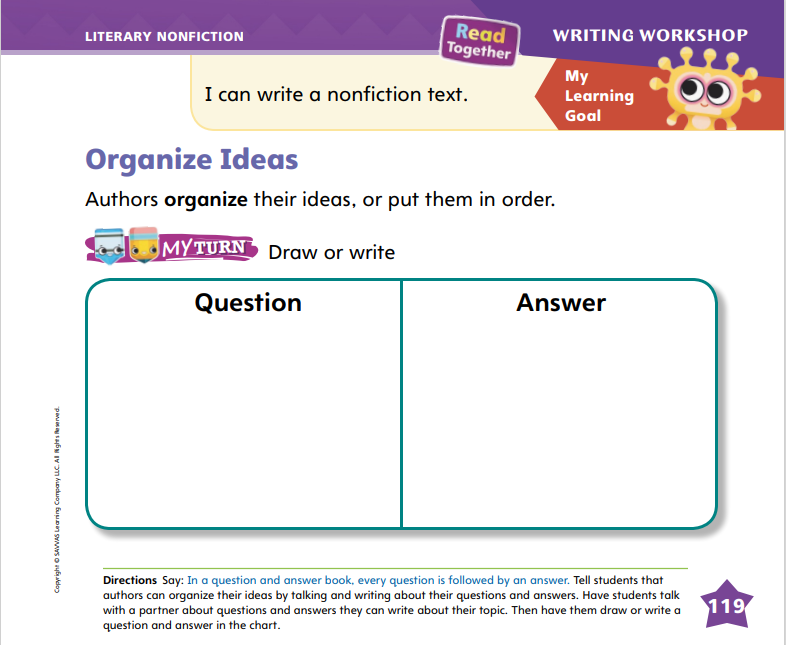 LITERARY NONFICTION
Read
Together
WRITING WORKSHOP
I can write a nonfiction text.
My
Learning
Goal
Organize Ideas
Authors organize their ideas, or put them in order.
MY TURN Draw or write
Question
Answer
Copyright © SAVVAS Learning Company LLC. All Rights Reserved.
Directions Say: In a question and answer book, every question is followed by an answer. Tell students that
authors can organize their ideas by talking and writing about their questions and answers. Have students talk
with a partner about questions and answers they can write about their topic. Then have them draw or write a
question and answer in the chart.
119